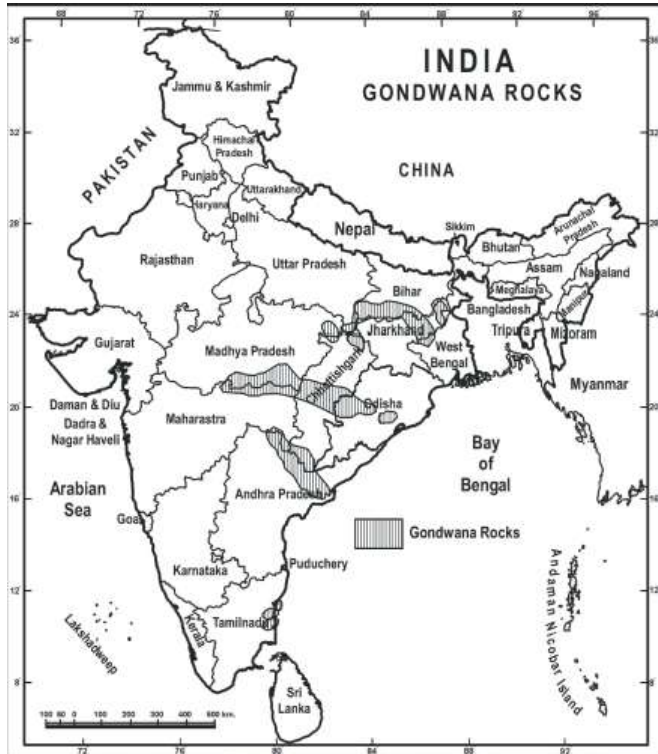 68 72 76 80 84 88 92 96
INDIA
GONDWANA ROCKS
36
32
28
24
20
16
12
8
Jammu & Kashmir
Himachal
Pradesh
PAKISTAN
Punjab
Uttarakhand
Haryana
Delhi
CHINA
Nepal
Sikkim
Bhutan
Arunachal
Pradesh
Rajasthan
Uttar Pradesh
Assam
Nagaland
Bihar
Meghalaya
Manipur
Bangladesh
Jharkhand
Tripura
Mizoram
Gujarat
Madhya Pradesh
Chhattishgarh
West
Bengal
Myanmar
Daman & Diu
Dadra &
Nagar Haveli
Maharastra
Odisha
Arabian
Sea
Bay
of
Bengal
Andhra Pradesh
Goa
Gondwana Rocks
Karnataka
Puduchery
Andaman Nicobar Island
Lakshadweep
Kerala
Tamilnadu
Sri
Lanka
100 50 0 100 200 300 400 500 km.
72 76 80 84 88 92